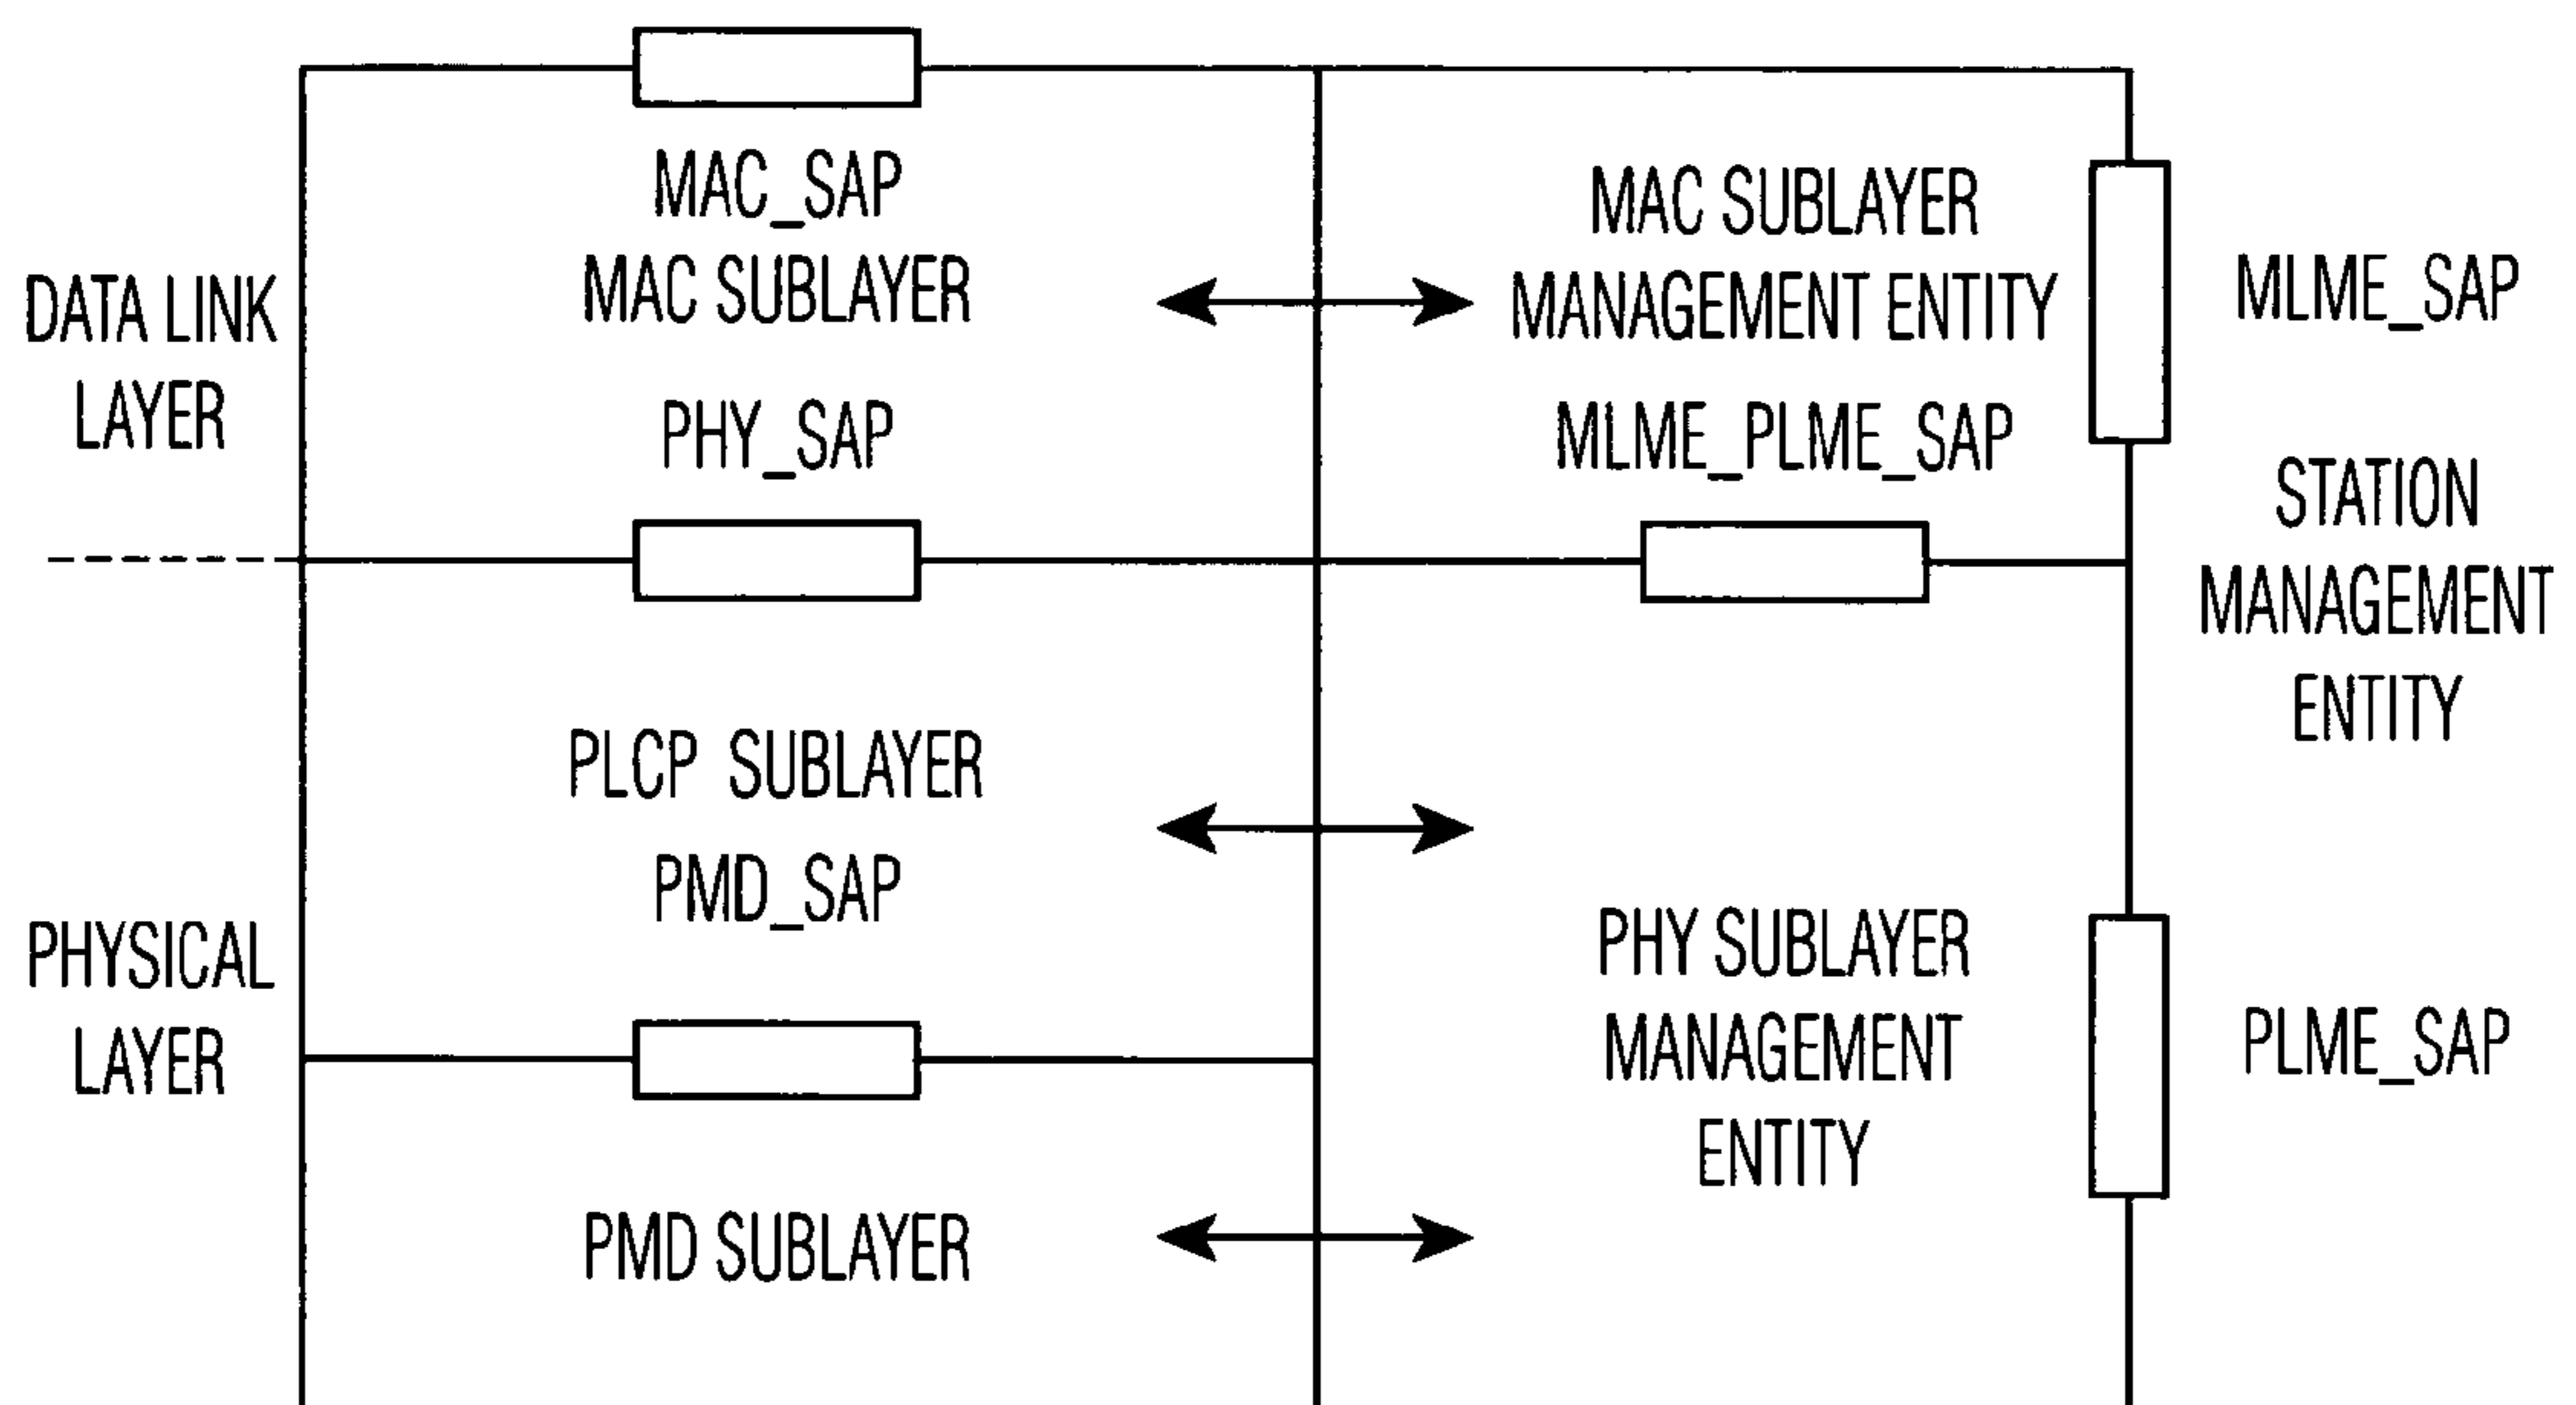 DATA LINK
LAYER
PHYSICAL
LAYER
MAC_SAP
MAC SUBLAYER
PHY_SAP
PLCP SUBLAYER
PMD_SAP
PMD SUBLAYER
MAC SUBLAYER
MANAGEMENT ENTITY
MLME_PLME_SAP
PHY SUBLAYER
MANAGEMENT
ENTITY
MLME_SAP
STATION
MANAGEMENT
ENTITY
PLME_SAP